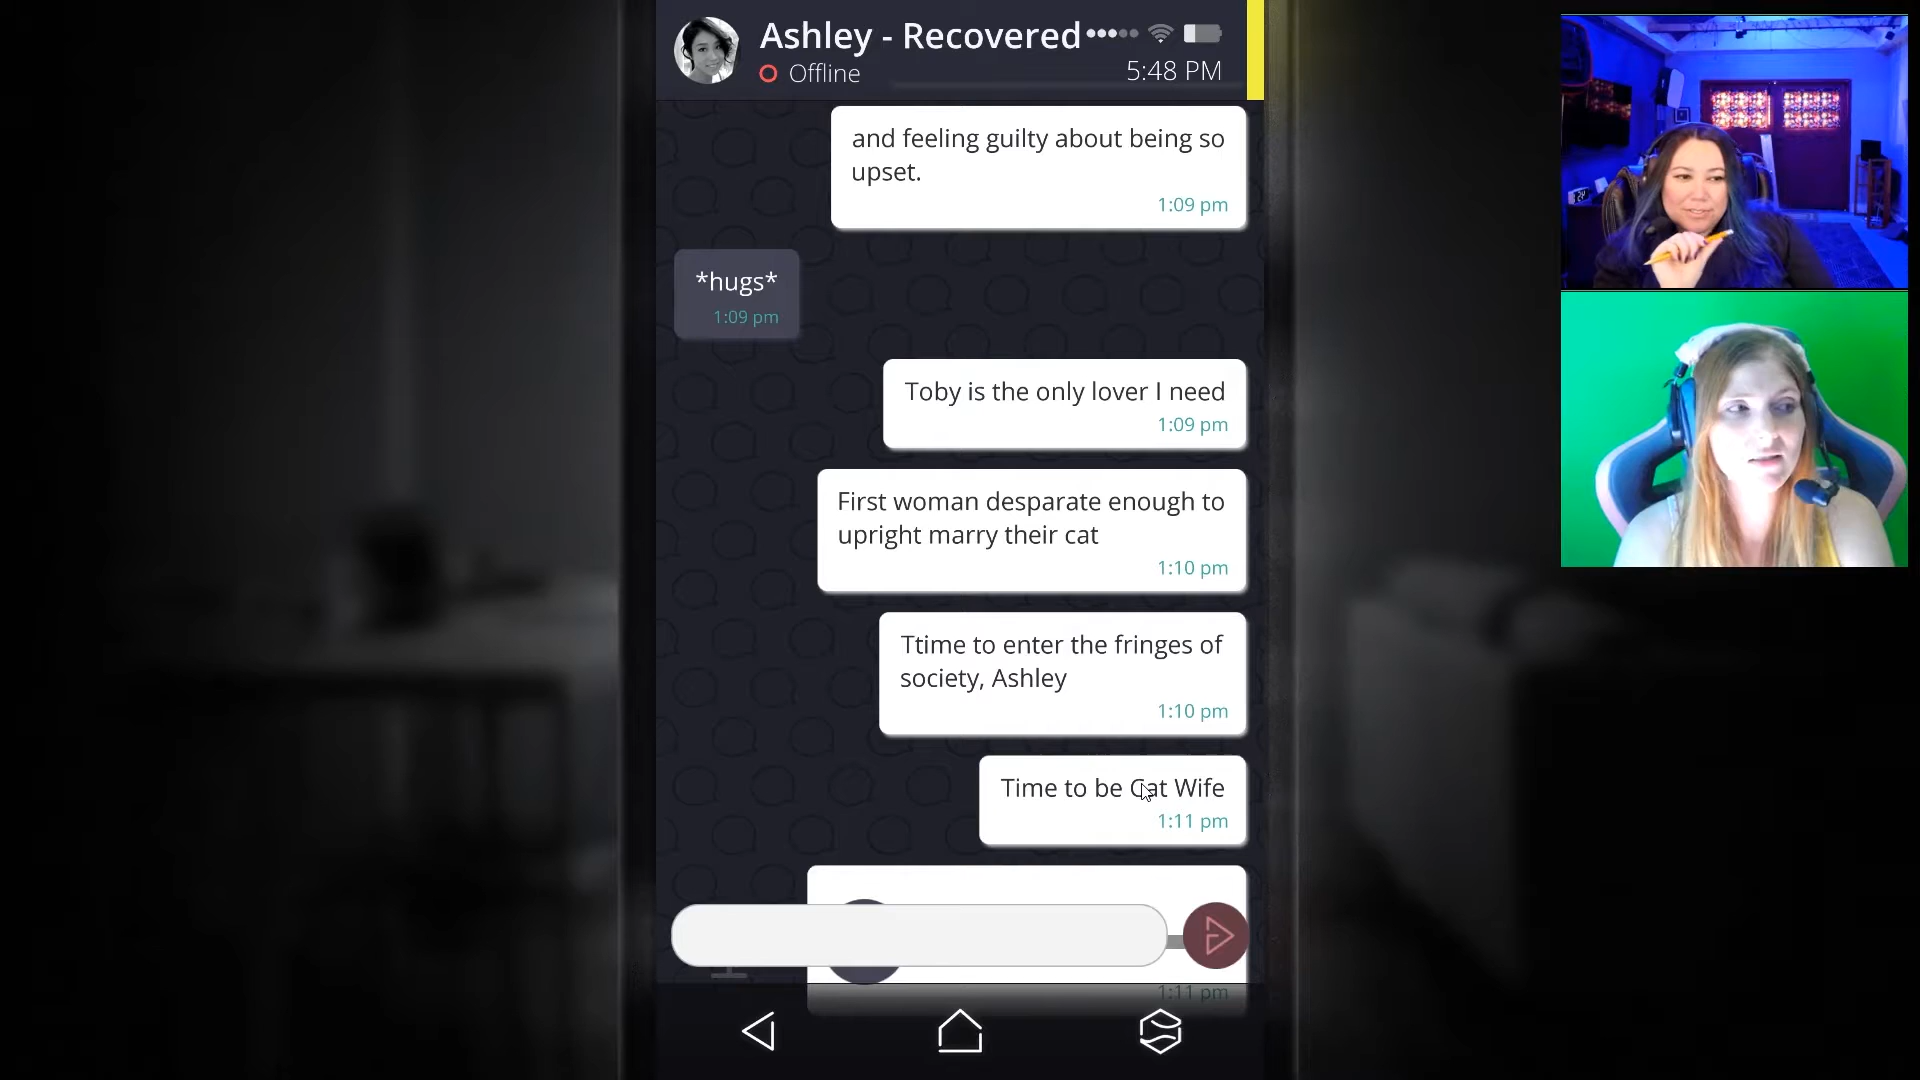 Ashley - Recovered
Offline
5:48 PM
and feeling guilty about being so
upset.
1:09 pm
*hugs*
1:09 pm
Toby is the only lover I need
1:09 pm
First woman desparate enough to
upright marry their cat
1:10 pm
Ttime to enter the fringes of
society, Ashley
1:10 pm
Time to be Cat Wife
1:11 pm
1:11 pm